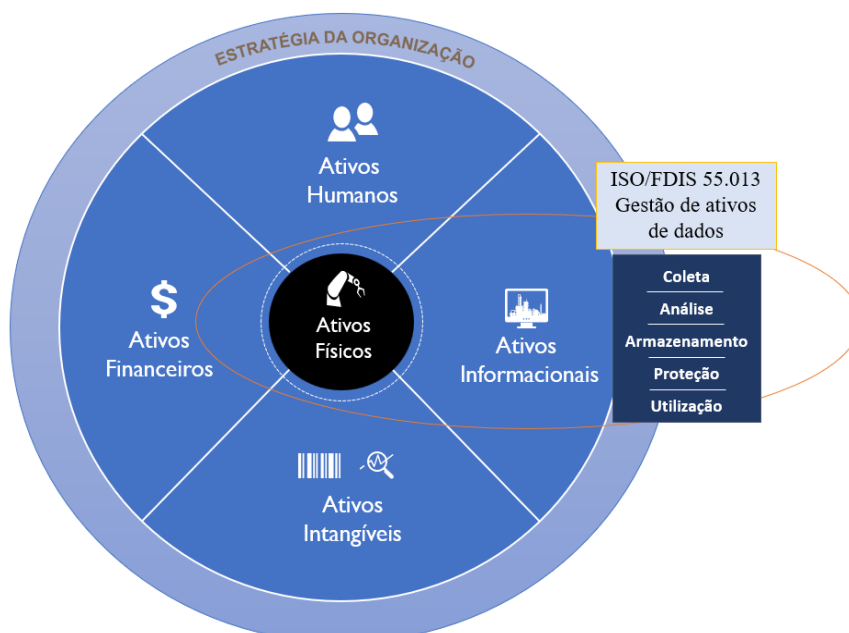 ESTRATÉGIA DA ORGANIZAÇÃO
Ativos
Humanos
ISO/FDIS 55.013
Gestão de ativos
de dados
$
Ativos
Financeiros
Ativos
Físicos
Ativos
Informacionais
Coleta
Análise
Armazenamento
Proteção
Utilização
Ativos
Intangíveis